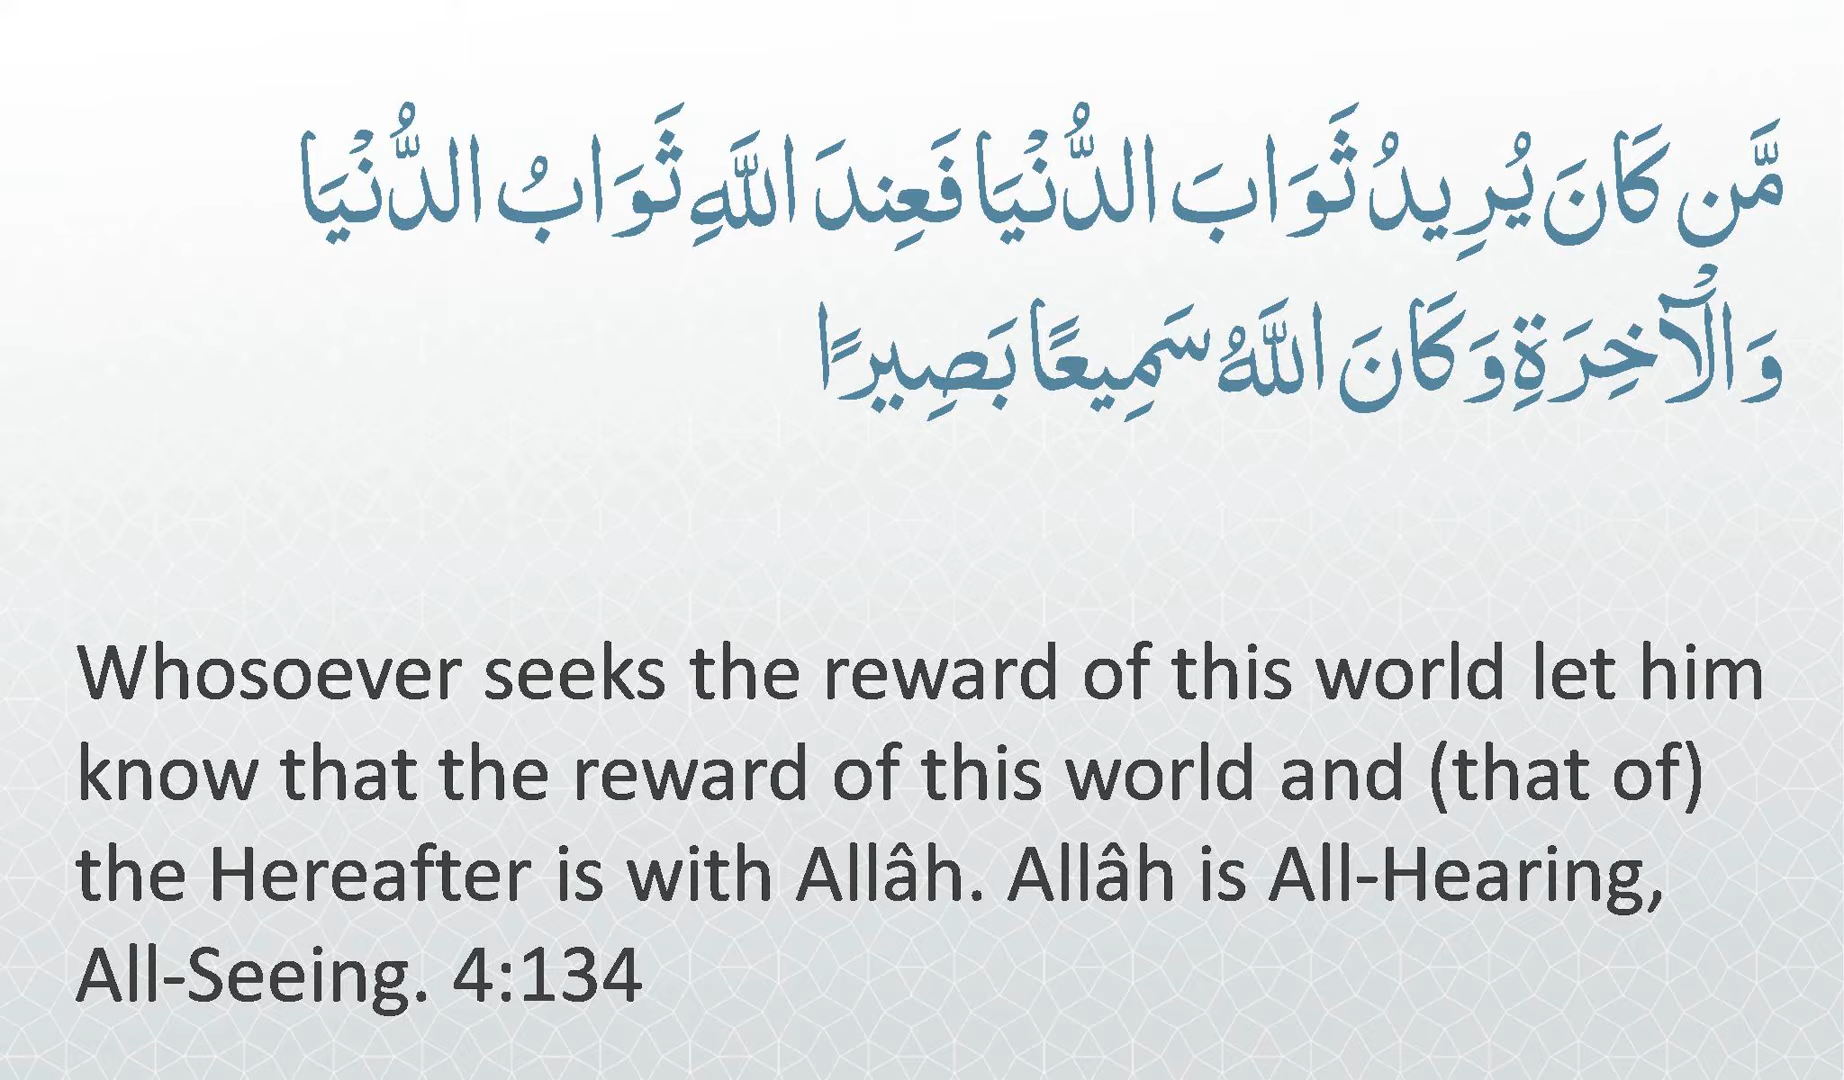 مَّن كَانَ يُرِيدُ ثَوَابَ الدُّنْيَا فَعِندَ اللَّهِ ثَوَابُ الدُّنْيَا
وَالْآخِرَةِ وَكَانَ اللَّهُ سَمِيعًا بَصِيرًا
Whosoever seeks the reward of this world let him
know that the reward of this world and (that of)
the Hereafter is with Allâh. Allâh is All-Hearing,
All-Seeing. 4:134